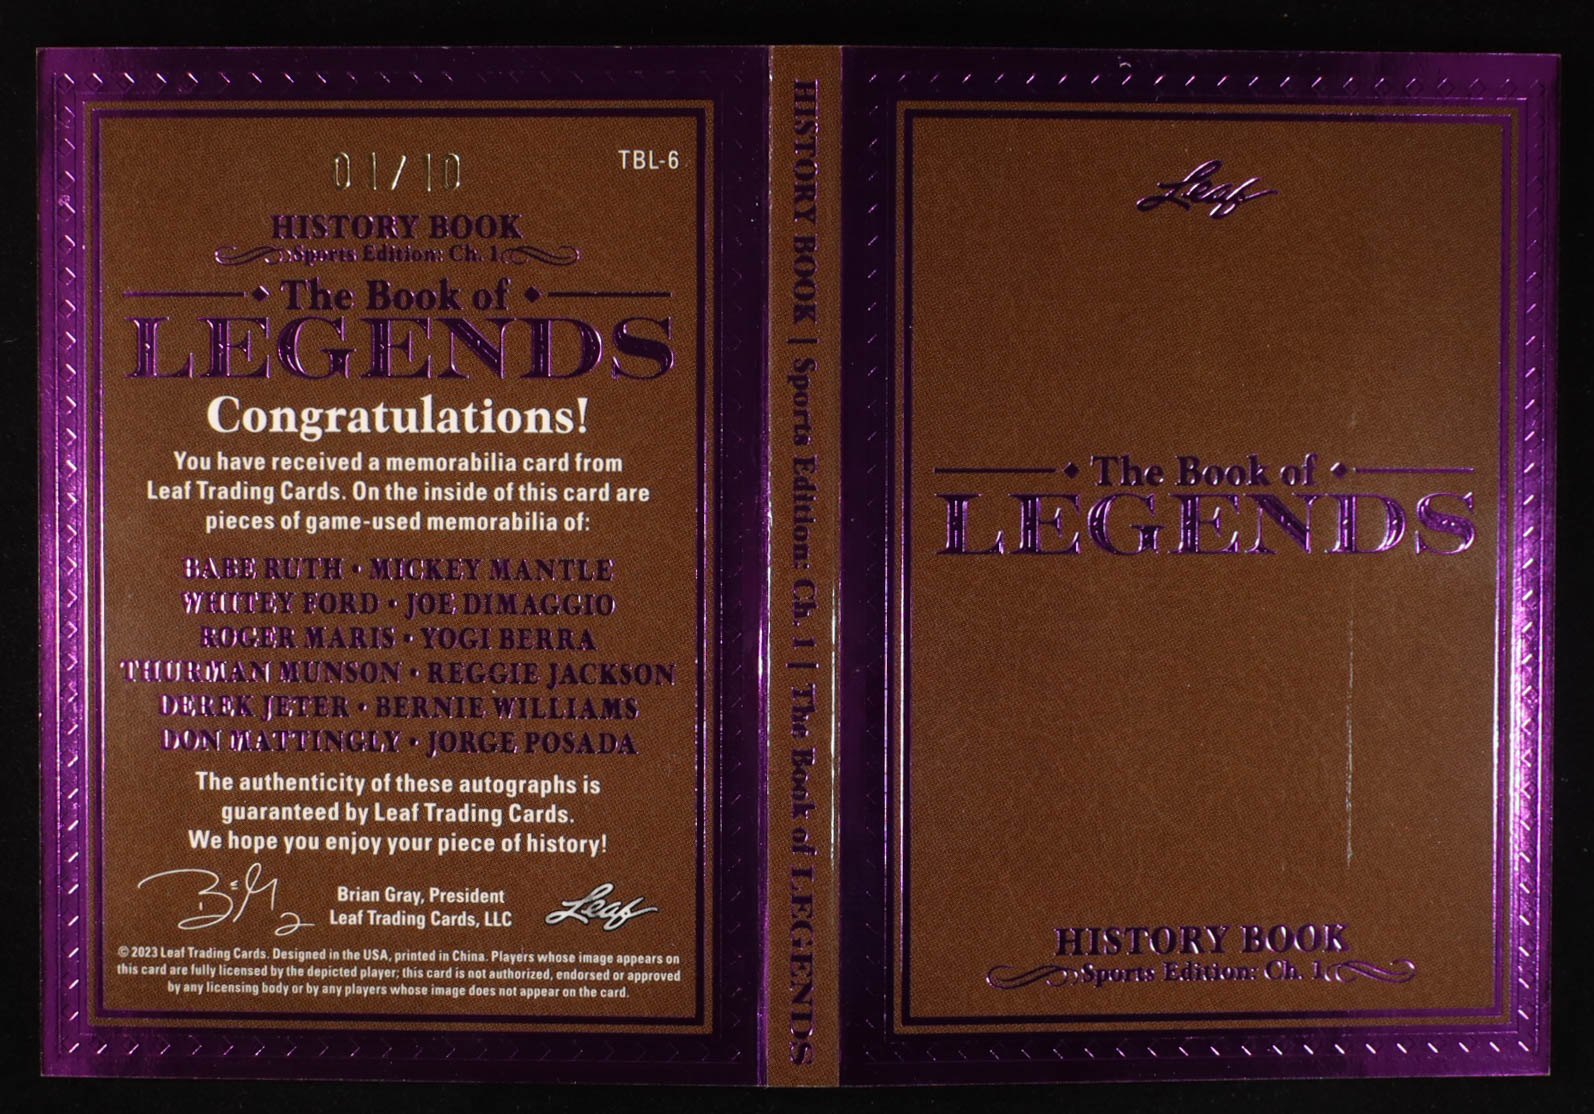 01/10
TBL-6
HISTORY BOOK
Sports Edition: Ch. 1
The Book of
LEGENDS
Congratulations!
You have received a memorabilia card from
Leaf Trading Cards. On the inside of this card are
pieces of game-used memorabilia of:
BABE RUTH • MICKEY MANTLE
WHITEY FORD • JOE DIMAGGIO
ROGER MARIS • YOGI BERRA
THURMAN MUNSON • REGGIE JACKSON
DEREK JETER • BERNIE WILLIAMS
DON MATTINGLY • JORGE POSADA
The authenticity of these autographs is
guaranteed by Leaf Trading Cards.
We hope you enjoy your piece of history!
Brian Gray, President
Leaf Trading Cards, LLC
Leaf
© 2023 Leaf Trading Cards. Designed in the USA, printed in China. Players whose image appears on
this card are fully licensed by the depicted player; this card is not authorized, endorsed or approved
by any licensing body or by any players whose image does not appear on the card.
HISTORY BOOK | Sports Edition: Ch. 1 | The Book of LEGENDS
Leaf
The Book of
LEGENDS
HISTORY BOOK
Sports Edition: Ch. 1